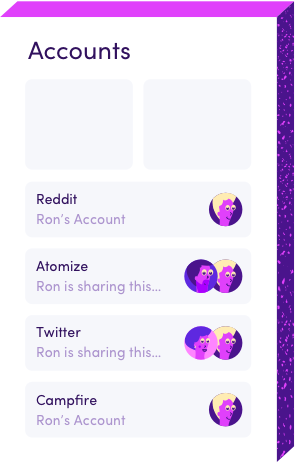 Accounts
Reddit
Ron's Account
Atomize
Ron is sharing this...
Twitter
Ron is sharing this...
Campfire
Ron's Account